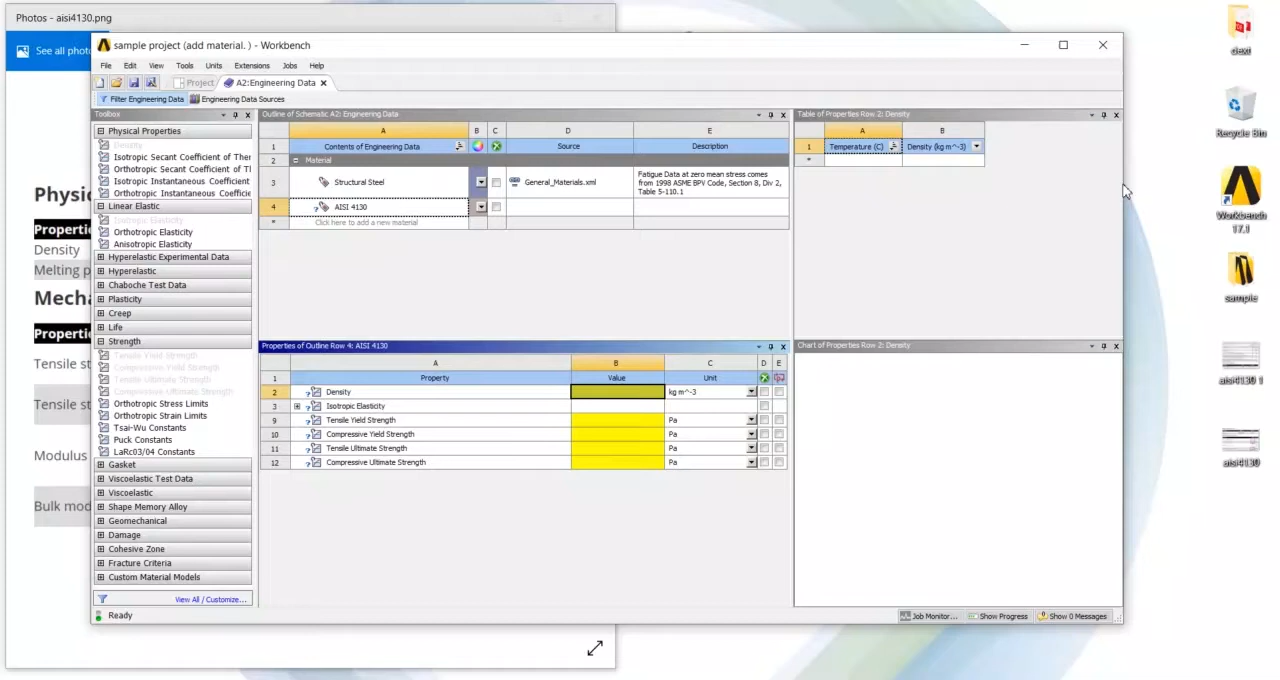 Photos - aisi4130.png
See all photo
Physic
Propertie
Density
Melting p
Mecha
Propertie
Tensile st
Tensile st
Modulus
Bulk mod
sample project (add material. ) - Workbench
File Edit View Tools Units Extensions Jobs Help
Project A2:Engineering Data
Filter Engineering Data Engineering Data Sources
Toolbox
Physical Properties
Density
Isotropic Secant Coefficient of Ther
Orthotropic Secant Coefficient of Tl
Isotropic Instantaneous Coefficient
Orthotropic Instantaneous Coefficie
Linear Elastic
Isotropic Elasticity
Orthotropic Elasticity
Anisotropic Elasticity
Hyperelastic Experimental Data
Hyperelastic
Chaboche Test Data
Plasticity
Creep
Life
Strength
Tensile Yield Strength
Compressive Yield Strength
Tensile Ultimate Strength
Compressive Ultimate Strength
Orthotropic Stress Limits
Orthotropic Strain Limits
Tsai-Wu Constants
Puck Constants
LaRc03/04 Constants
Gasket
Viscoelastic Test Data
Viscoelastic
Shape Memory Alloy
Geomechanical
Damage
Cohesive Zone
Fracture Criteria
Custom Material Models
View All / Customize...
Ready
Outline of Schematic A2: Engineering Data
A B C D E
1 Contents of Engineering Data Source Description
2 Material
3 Structural Steel General_Materials.xml Fatigue Data at zero mean stress comes
from 1998 ASME BPV Code, Section 8, Div 2,
Table 5-110.1
4 AISI 4130
* Click here to add a new material
Properties of Outline Row 4: AISI 4130
A B C D E
1 Property Value Unit
2 Density kg m^-3
3 Isotropic Elasticity
9 Tensile Yield Strength Pa
10 Compressive Yield Strength Pa
11 Tensile Ultimate Strength Pa
12 Compressive Ultimate Strength Pa
Table of Properties Row 2: Density
A B
1 Temperature (C) Density (kg m^-3)
*
Chart of Properties Row 2: Density
Job Monitor... Show Progress Show 0 Messages
dext
Recycle Bin
Workbench
17.1
sample
aisi4130 1
aisi4130